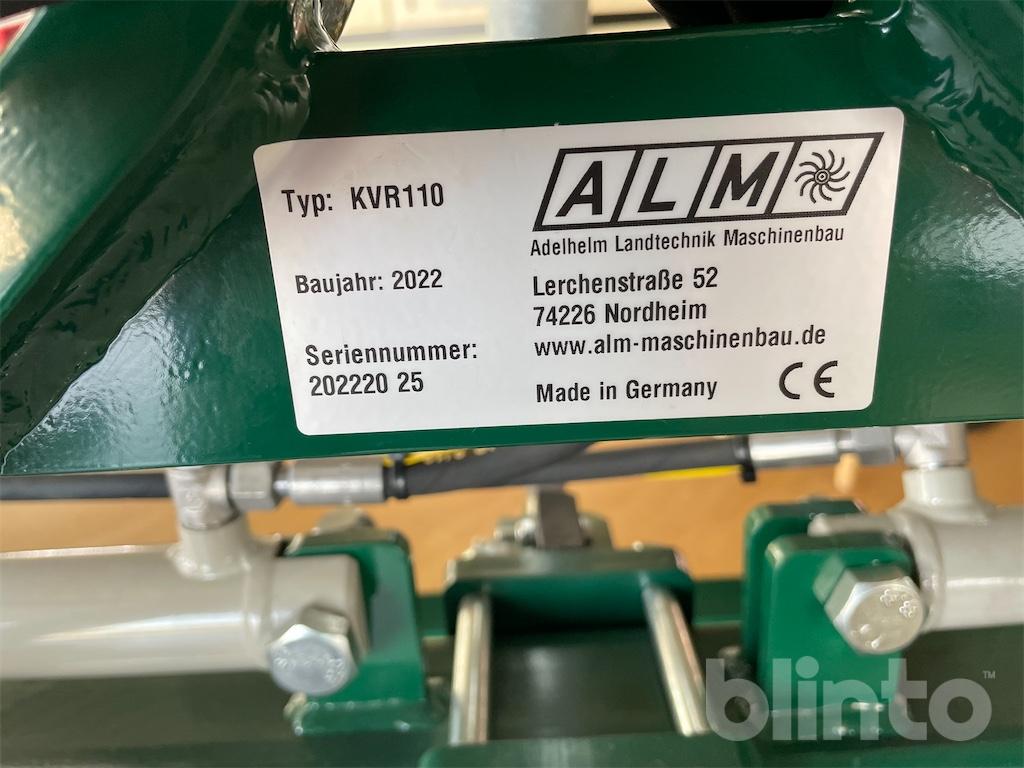 Typ: KVR110
Baujahr: 2022
Seriennummer:
202220 25
ALM
Adelhelm Landtechnik Maschinenbau
Lerchenstraße 52
74226 Nordheim
www.alm-maschinenbau.de
Made in Germany
CE
blinto™